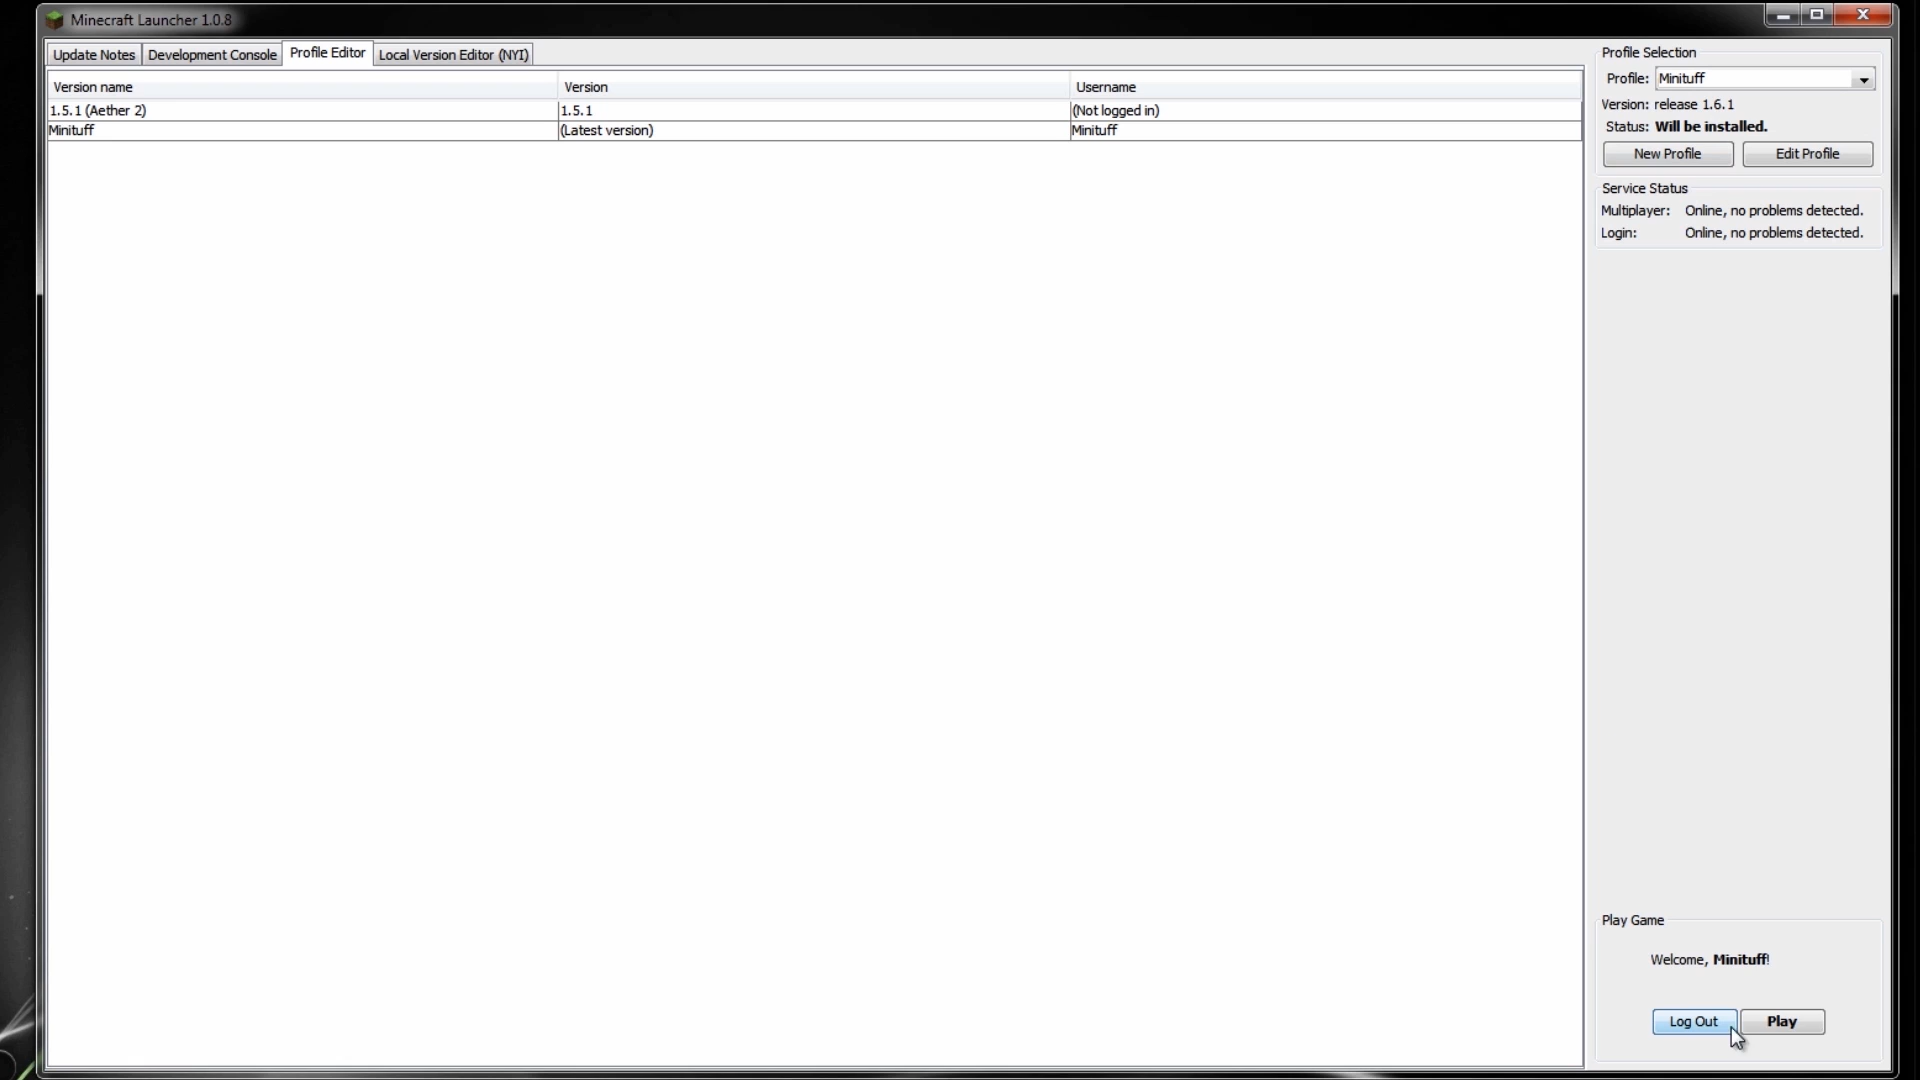 Minecraft Launcher 1.0.8
Update Notes
Development Console
Profile Editor
Local Version Editor (NYI)
Version name Version Username
1.5.1 (Aether 2) 1.5.1 (Not logged in)
Minituff (Latest version) Minituff
Profile Selection
Profile: Minituff
Version: release 1.6.1
Status: Will be installed.
New Profile Edit Profile
Service Status
Multiplayer: Online, no problems detected.
Login: Online, no problems detected.
Play Game
Welcome, Minituff!
Log Out Play